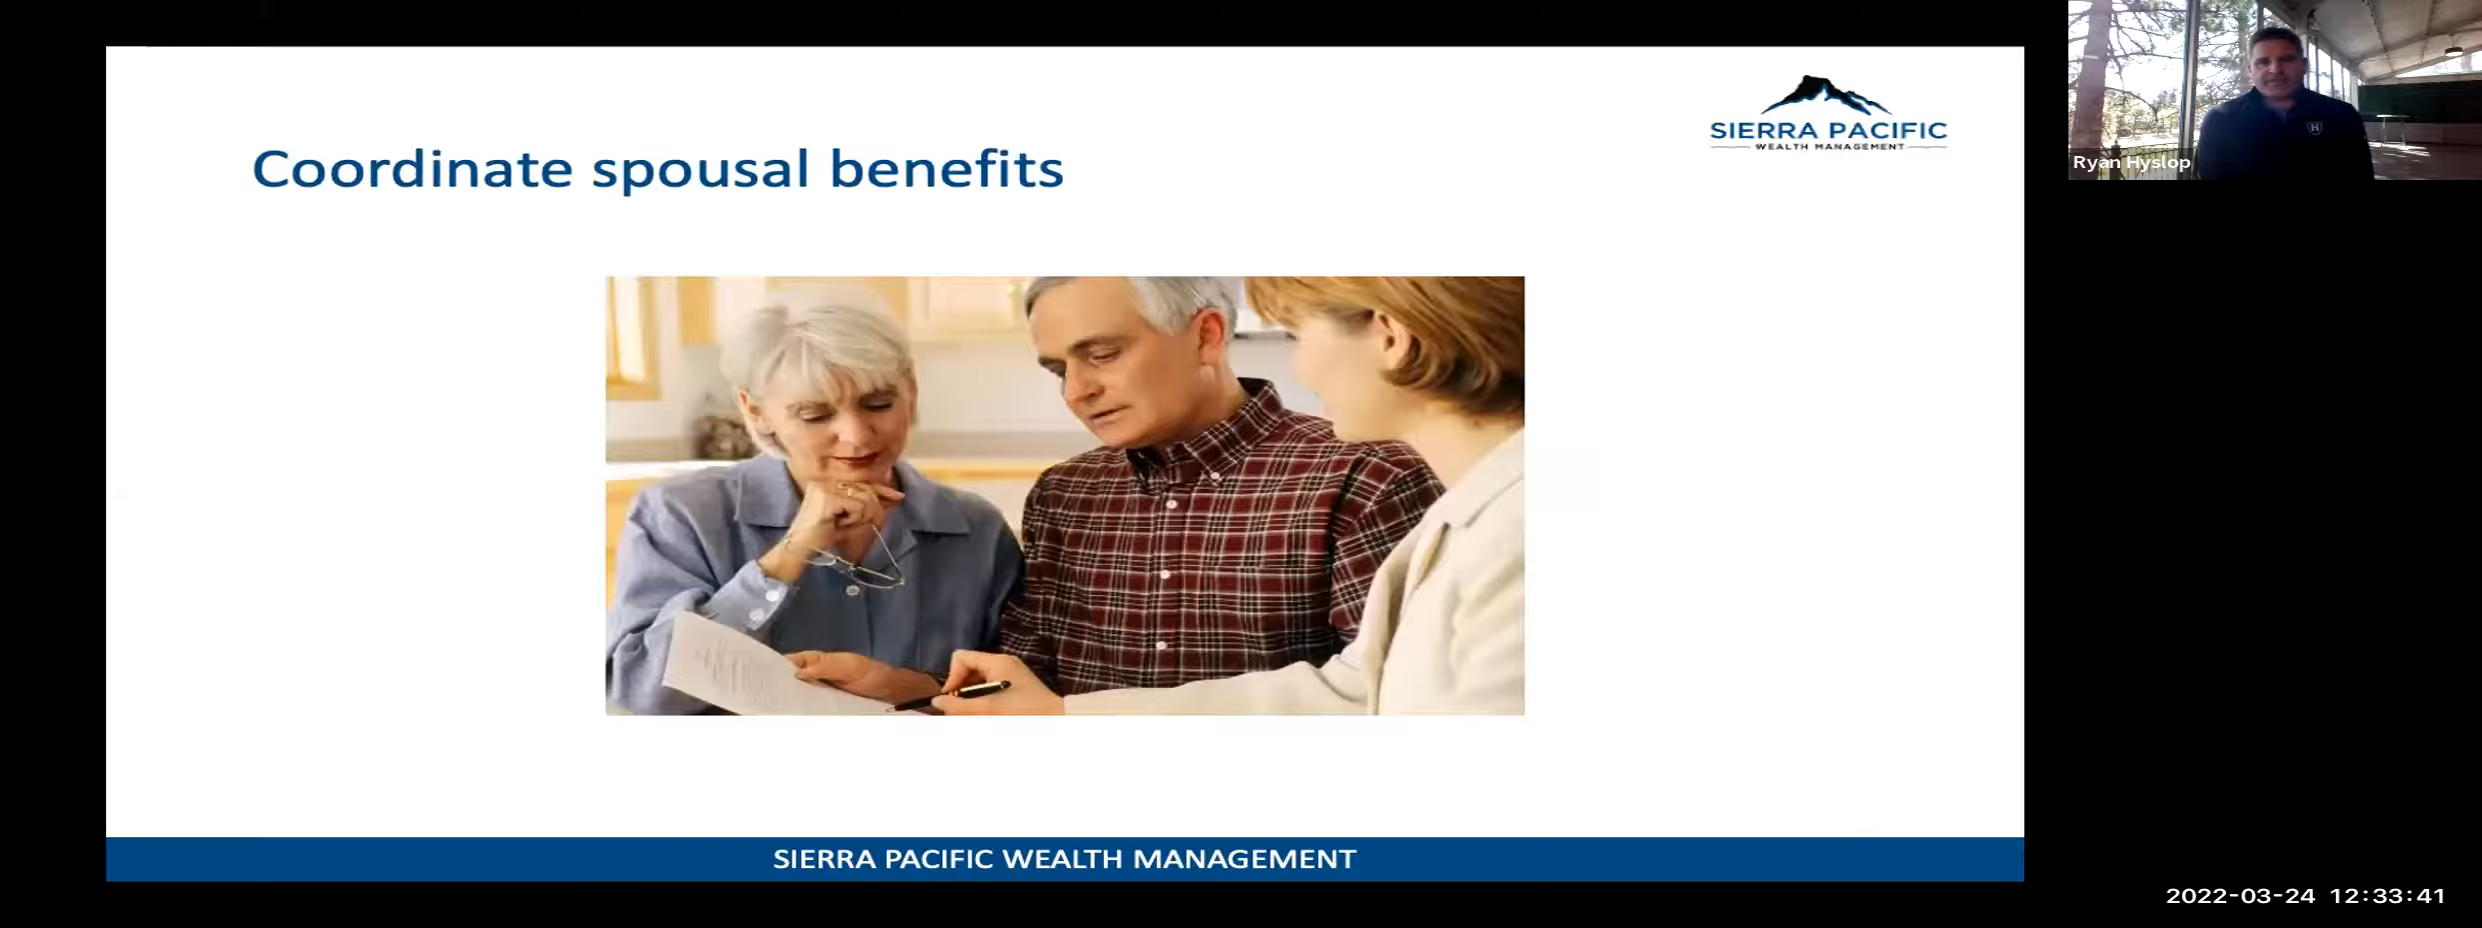 Coordinate spousal benefits
SIERRA PACIFIC
WEALTH MANAGEMENT
Ryan Hyslop
SIERRA PACIFIC WEALTH MANAGEMENT
2022-03-24 12:33:41